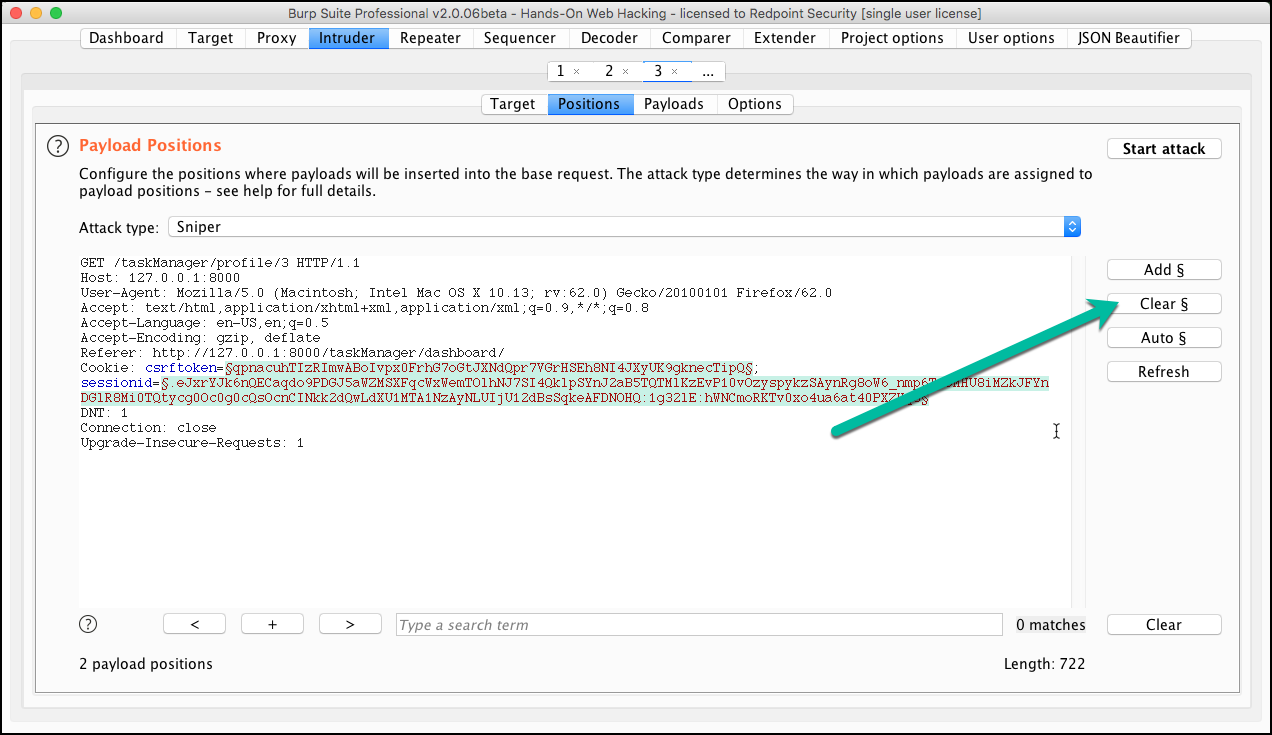 Burp Suite Professional v2.0.06beta - Hands-On Web Hacking - licensed to Redpoint Security [single user license]
Dashboard Target Proxy Intruder Repeater Sequencer Decoder Comparer Extender Project options User options JSON Beautifier
1 × 2 × 3 × ...
Target Positions Payloads Options
? Payload Positions
Start attack
Configure the positions where payloads will be inserted into the base request. The attack type determines the way in which payloads are assigned to
payload positions – see help for full details.
Attack type: Sniper
GET /taskManager/profile/3 HTTP/1.1
Host: 127.0.0.1:8000
User-Agent: Mozilla/5.0 (Macintosh; Intel Mac OS X 10.13; rv:62.0) Gecko/20100101 Firefox/62.0
Accept: text/html,application/xhtml+xml,application/xml;q=0.9,*/*;q=0.8
Accept-Language: en-US,en;q=0.5
Accept-Encoding: gzip, deflate
Referer: http://127.0.0.1:8000/taskManager/dashboard/
Cookie: csrftoken=§qpnacuhTIzRImwABoIvpx0FrhG7oGtJXNdQpr7VGrHSEh8NI4JXyUK9gknecTipQ§;
sessionid=
DNT: 1
Connection: close
Upgrade-Insecure-Requests: 1
Add §
Clear §
Auto §
Refresh
? < + > Type a search term 0 matches Clear
2 payload positions Length: 722